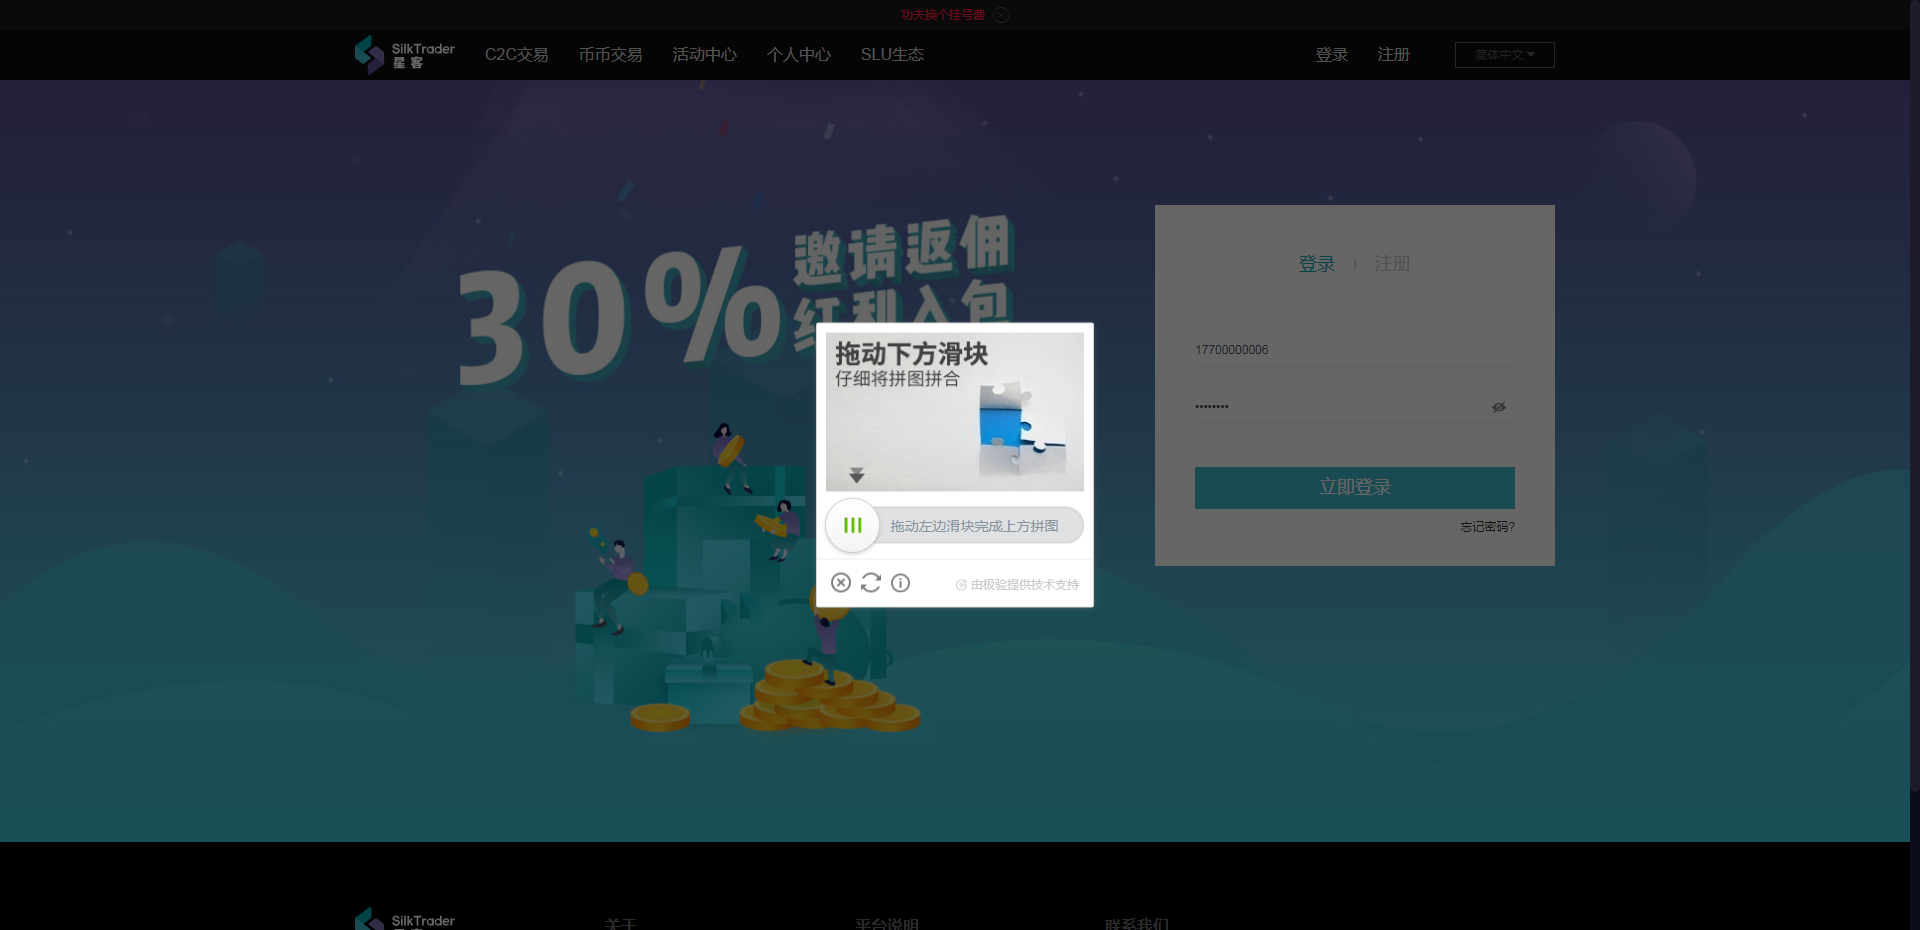 功夫换个挂号费
SilkTrader
星客
C2C交易
币币交易
活动中心
个人中心
SLU生态
登录
注册
简体中文
30%
邀请返佣
红利入包
登录
注册
17700000006
••••••••
立即登录
忘记密码?
拖动下方滑块
仔细将拼图拼合
拖动左边滑块完成上方拼图
由极验提供技术支持
SilkTrader
星客
关于
平台说明
联系我们